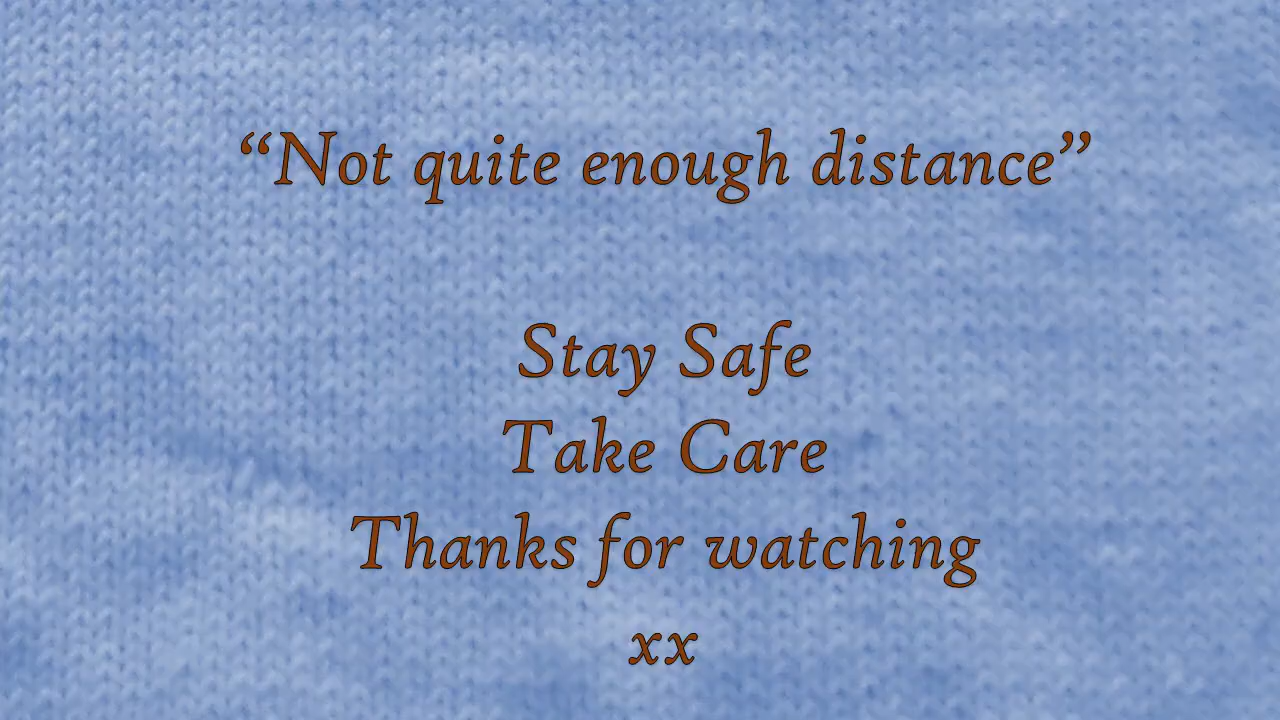 “Not quite enough distance”
Stay Safe
Take Care
Thanks for watching
xx